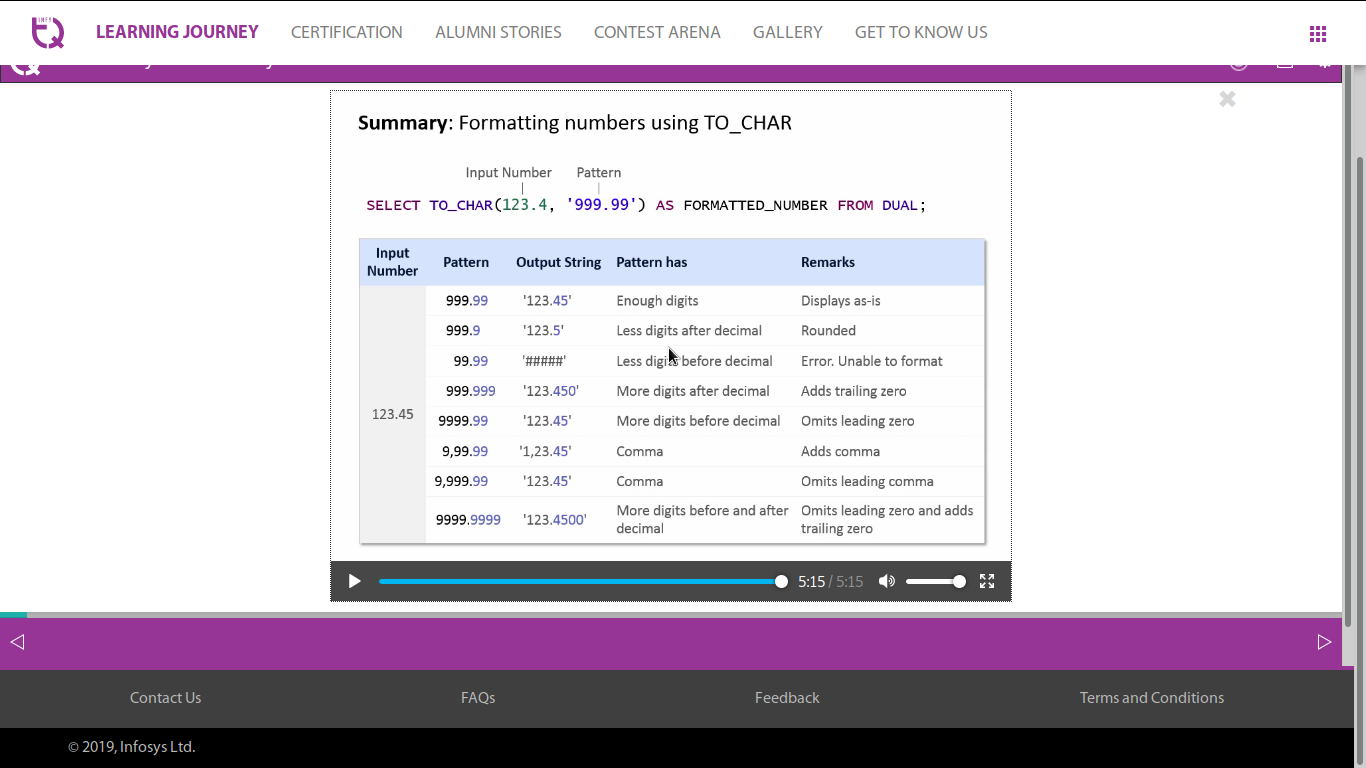 INFY
TQ
LEARNING JOURNEY CERTIFICATION ALUMNI STORIES CONTEST ARENA GALLERY GET TO KNOW US
Summary: Formatting numbers using TO_CHAR
Input Number Pattern
SELECT TO_CHAR(123.4, '999.99') AS FORMATTED_NUMBER FROM DUAL;
Input Number Pattern Output String Pattern has Remarks
999.99 '123.45' Enough digits Displays as-is
999.9 '123.5' Less digits after decimal Rounded
99.99 '#####' Less digits before decimal Error. Unable to format
999.999 '123.450' More digits after decimal Adds trailing zero
123.45
9999.99 '123.45' More digits before decimal Omits leading zero
9,99.99 '1,23.45' Comma Adds comma
9,999.99 '123.45' Comma Omits leading comma
9999.9999 '123.4500' More digits before and after decimal Omits leading zero and adds trailing zero
5:15 / 5:15
Contact Us FAQs Feedback Terms and Conditions
© 2019, Infosys Ltd.